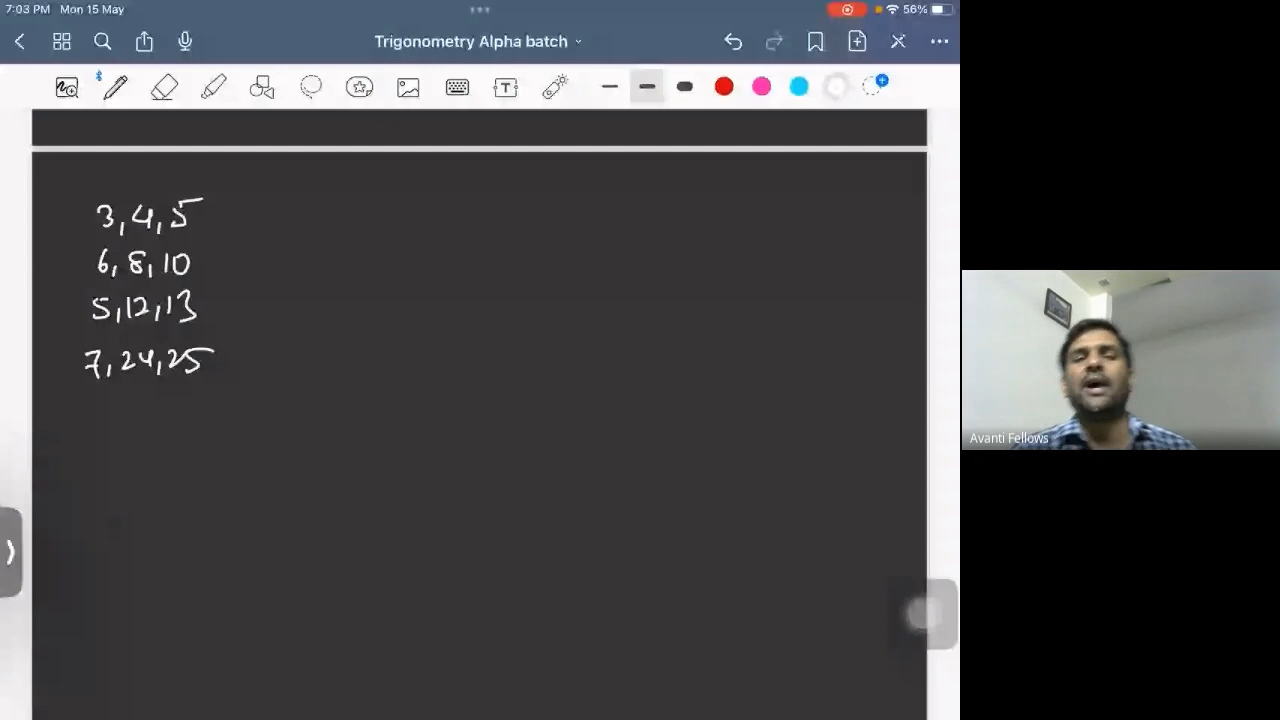 7:03 PM Mon 15 May
56%
Trigonometry Alpha batch
T
3, 4, 5
6, 8, 10
5, 12, 13
7, 24, 25
Avanti Fellows